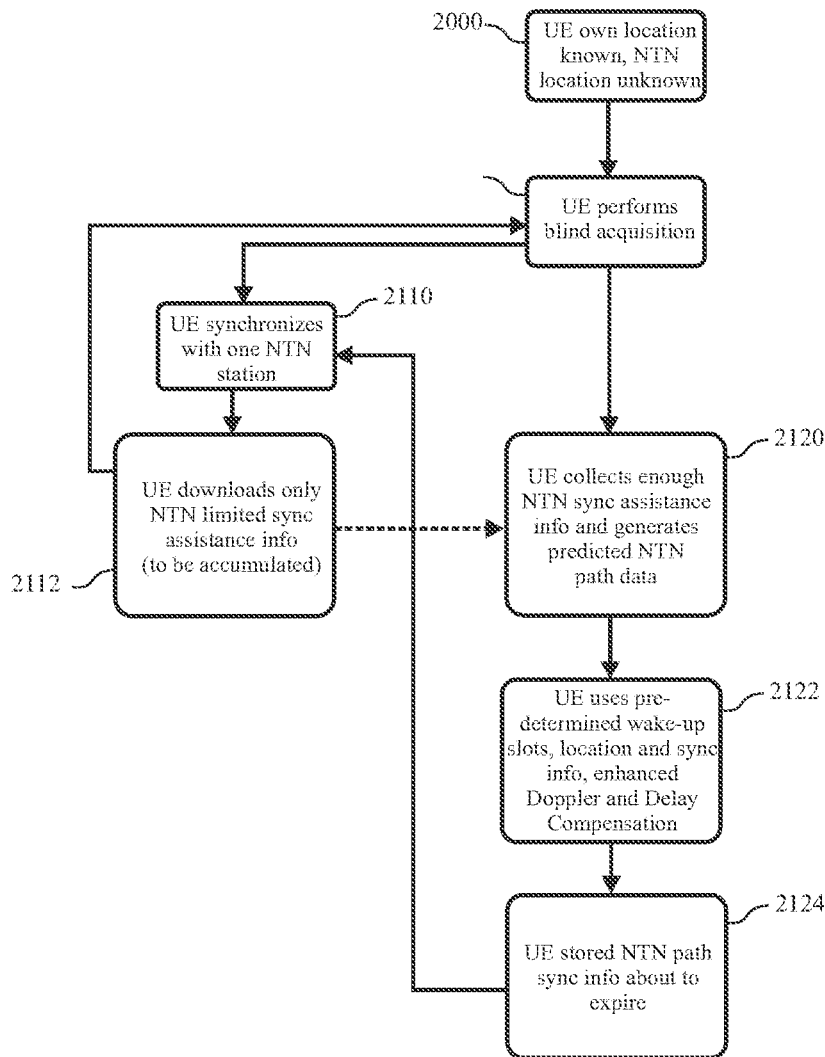 2000
UE own location
known, NTN
location unknown
UE performs
blind acquisition
2110
UE synchronizes
with one NTN
station
2120
UE downloads only
NTN limited sync
assistance info
(to be accumulated)
2112
UE collects enough
NTN sync assistance
info and generates
predicted NTN
path data
2122
UE uses pre-
determined wake-up
slots, location and sync
info, enhanced
Doppler and Delay
Compensation
2124
UE stored NTN path
sync info about to
expire